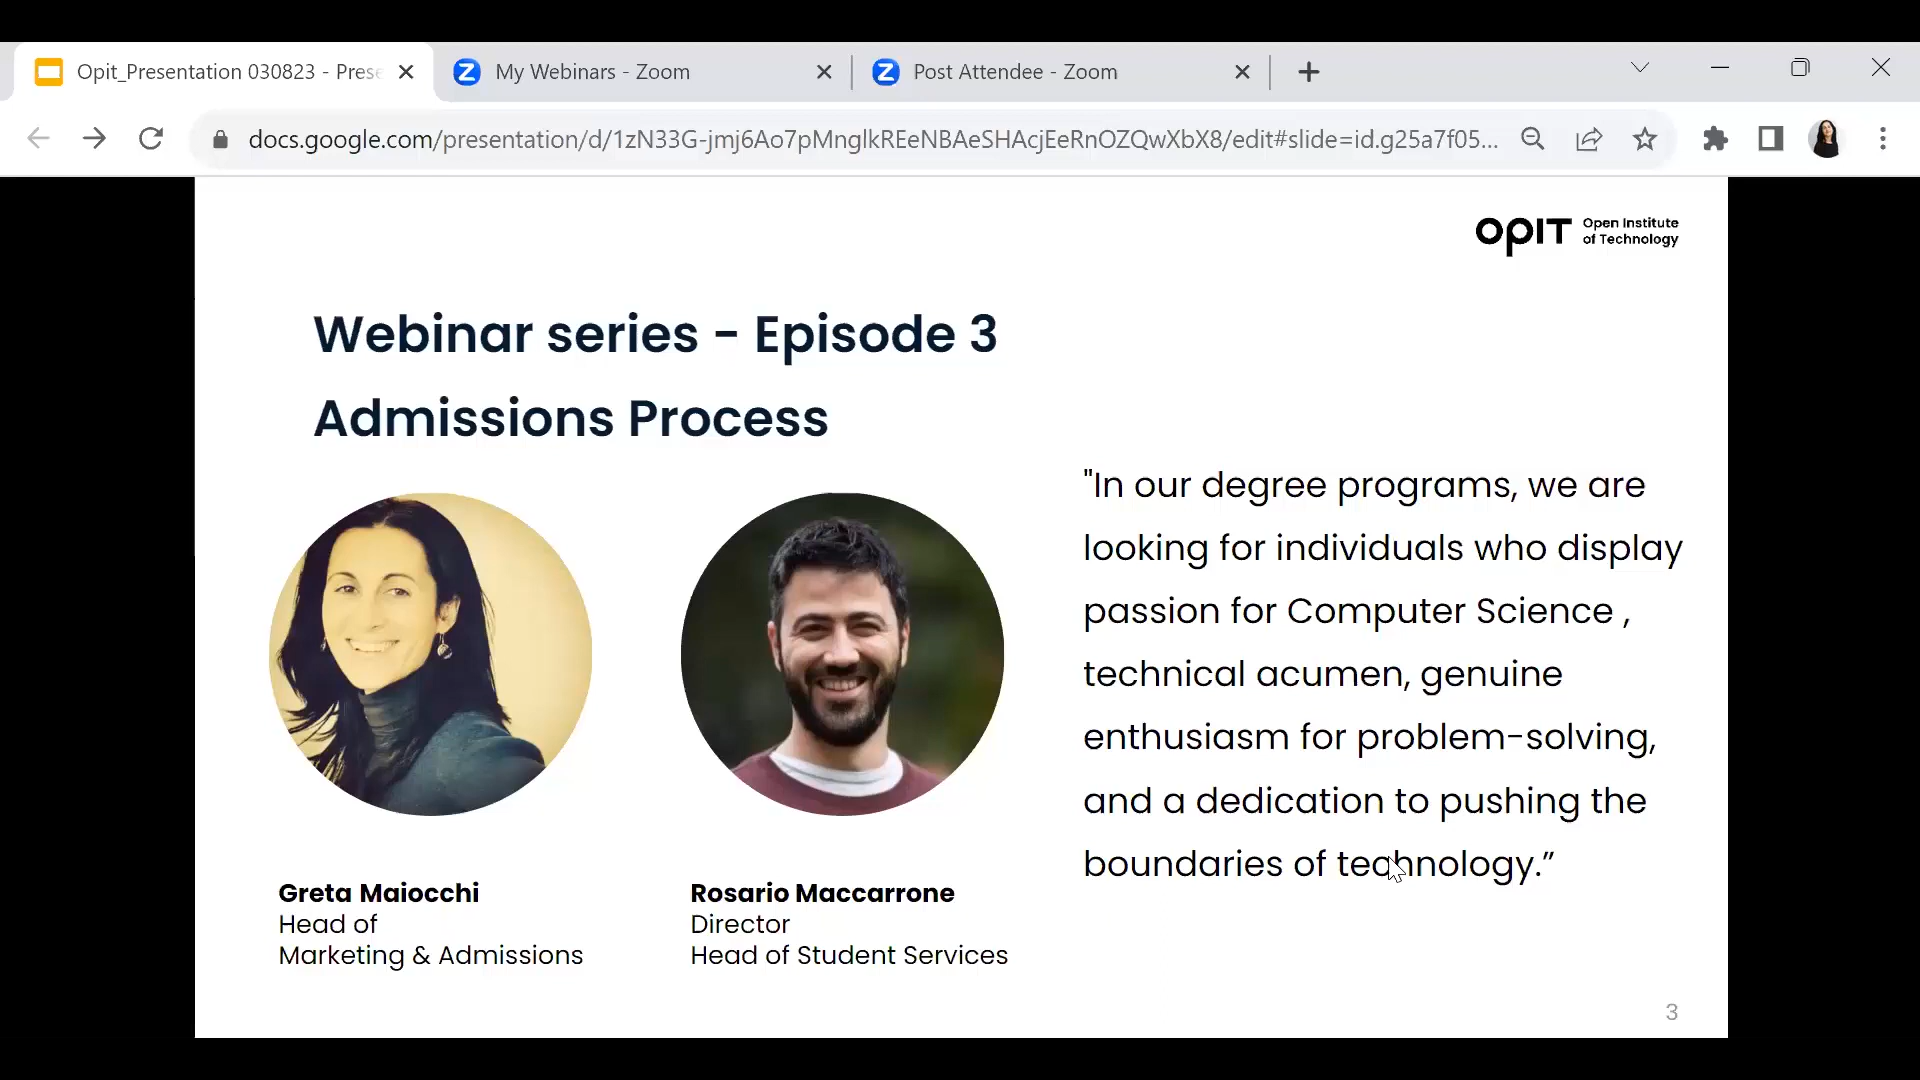 Opit_Presentation 030823 - Prese
My Webinars - Zoom
Post Attendee - Zoom
docs.google.com/presentation/d/1zN33G-jmj6Ao7pMnglkREeNBAeSHAcjEeRnOZQwXbX8/edit#slide=id.g25a7f05...
opIT Open Institute
of Technology
Webinar series - Episode 3
Admissions Process
"In our degree programs, we are
looking for individuals who display
passion for Computer Science ,
technical acumen, genuine
enthusiasm for problem-solving,
and a dedication to pushing the
boundaries of technology.”
Greta Maiocchi
Head of
Marketing & Admissions
Rosario Maccarrone
Director
Head of Student Services
3